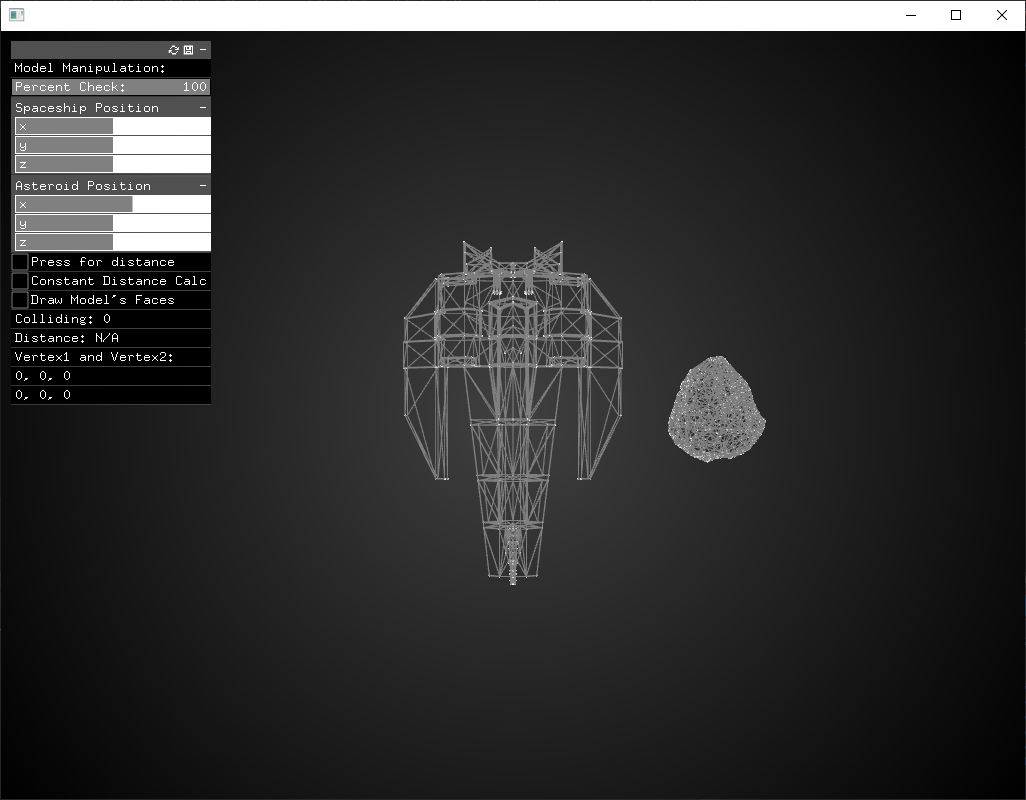 Model Manipulation:
Percent Check: 100
Spaceship Position -
x
y
z
Asteroid Position -
x
y
z
Press for distance
Constant Distance Calc
Draw Model's Faces
Colliding: 0
Distance: N/A
Vertex1 and Vertex2:
0, 0, 0
0, 0, 0